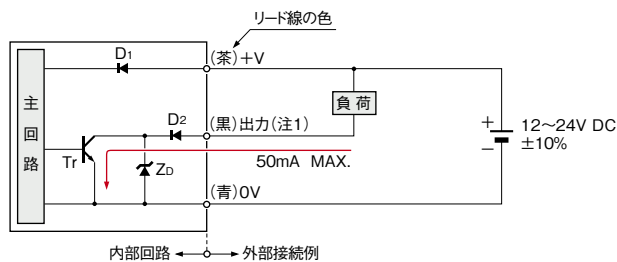 リード線の色
D1
(茶)+V
主回路
負荷
D2
(黒)出力(注1)
+
12～24V DC
−
±10%
Tr
ZD
50mA MAX.
(青)0V
内部回路
外部接続例